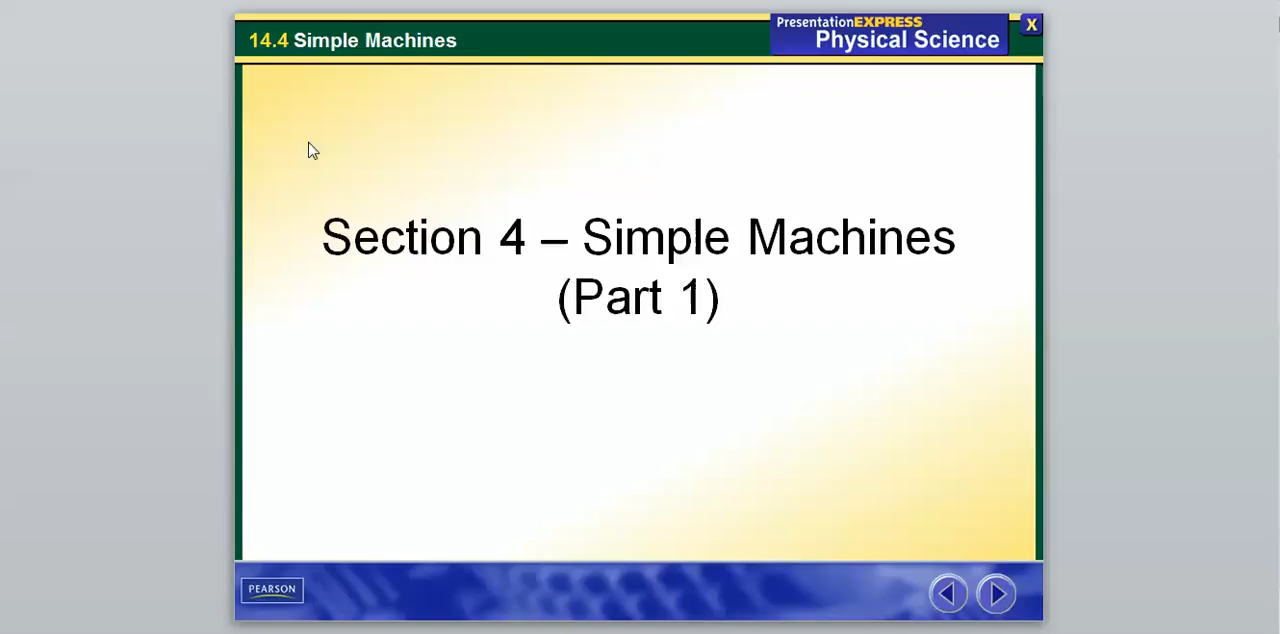 14.4 Simple Machines
PresentationEXPRESS
Physical Science
X
Section 4 – Simple Machines
(Part 1)
PEARSON